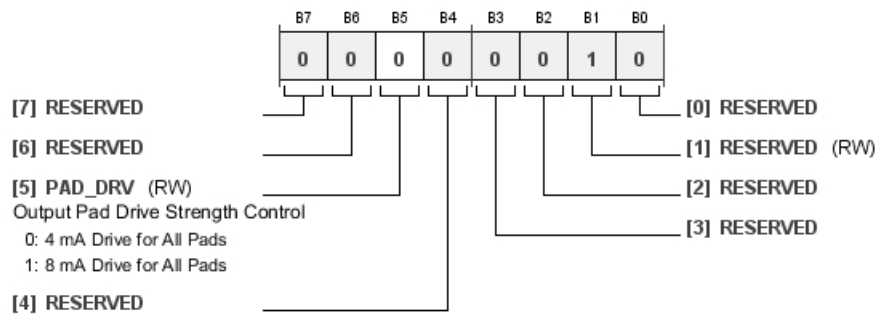 B7 B6 B5 B4 B3 B2 B1 B0
0 0 0 0 0 0 1 0
[7] RESERVED
[0] RESERVED
[6] RESERVED
[1] RESERVED (RW)
[5] PAD_DRV (RW)
[2] RESERVED
Output Pad Drive Strength Control
[3] RESERVED
0: 4 mA Drive for All Pads
1: 8 mA Drive for All Pads
[4] RESERVED